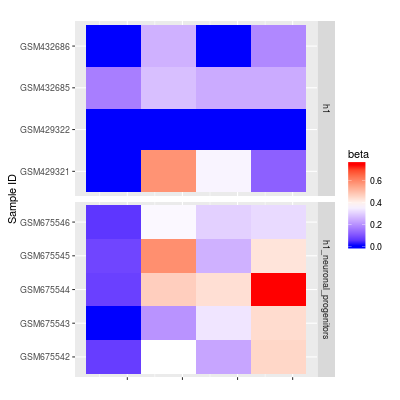 Sample ID
GSM432686
GSM432685
GSM429322
GSM429321
h1
GSM675546
GSM675545
GSM675544
GSM675543
GSM675542
h1_neuronal_progenitors
beta
0.6
0.4
0.2
0.0